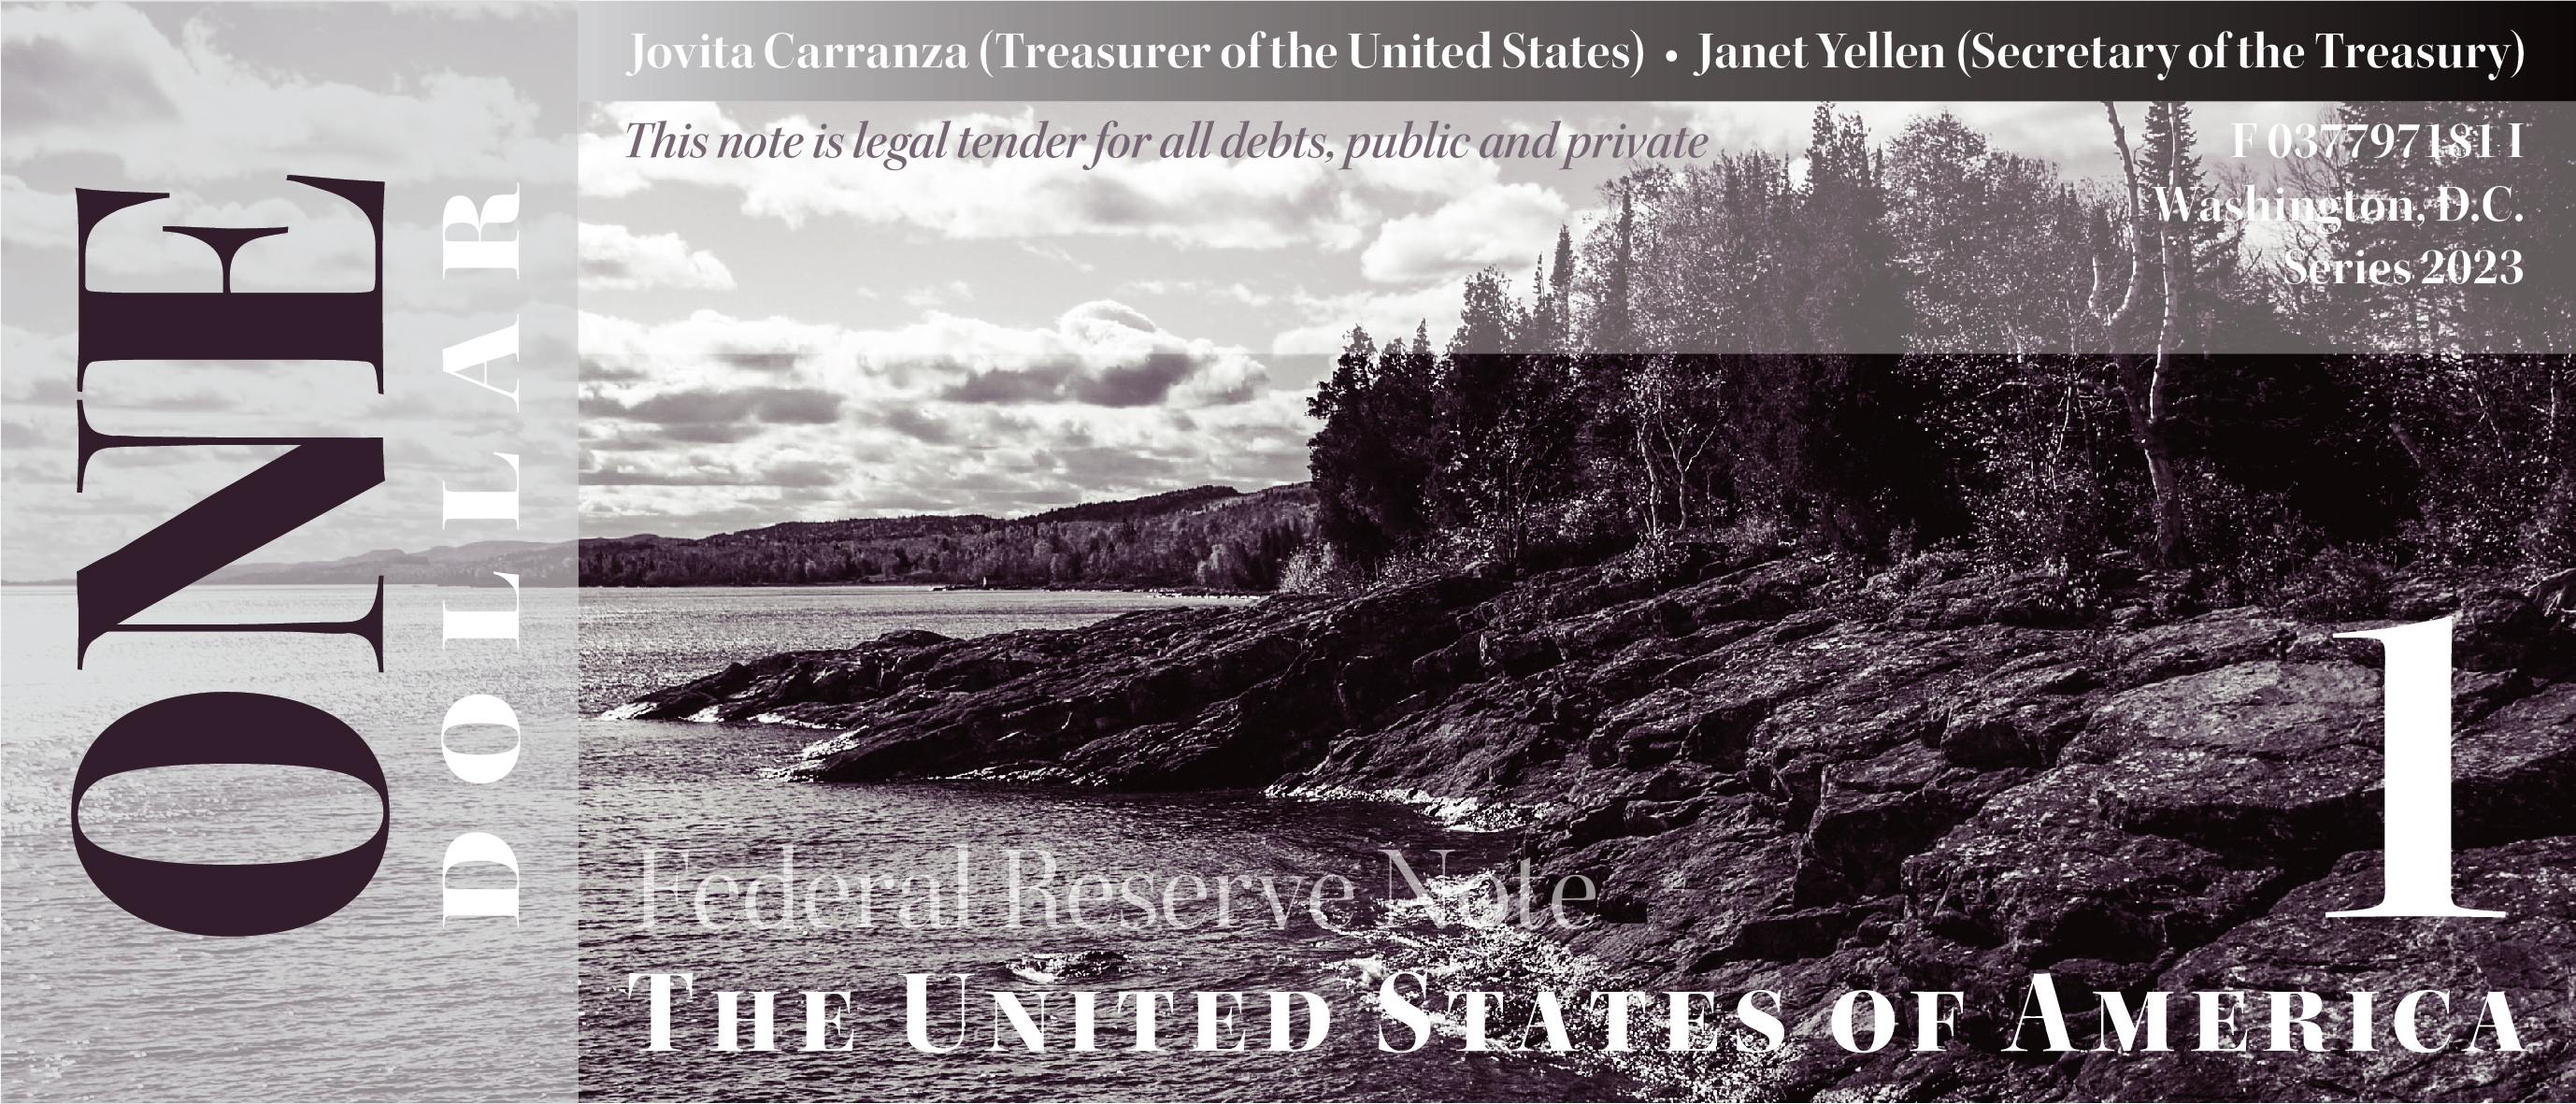 ONE
DOLLAR
Jovita Carranza (Treasurer of the United States) • Janet Yellen (Secretary of the Treasury)
This note is legal tender for all debts, public and private
F 037797181 I
Washington, D.C.
Series 2023
1
Federal Reserve Note
The United States of America